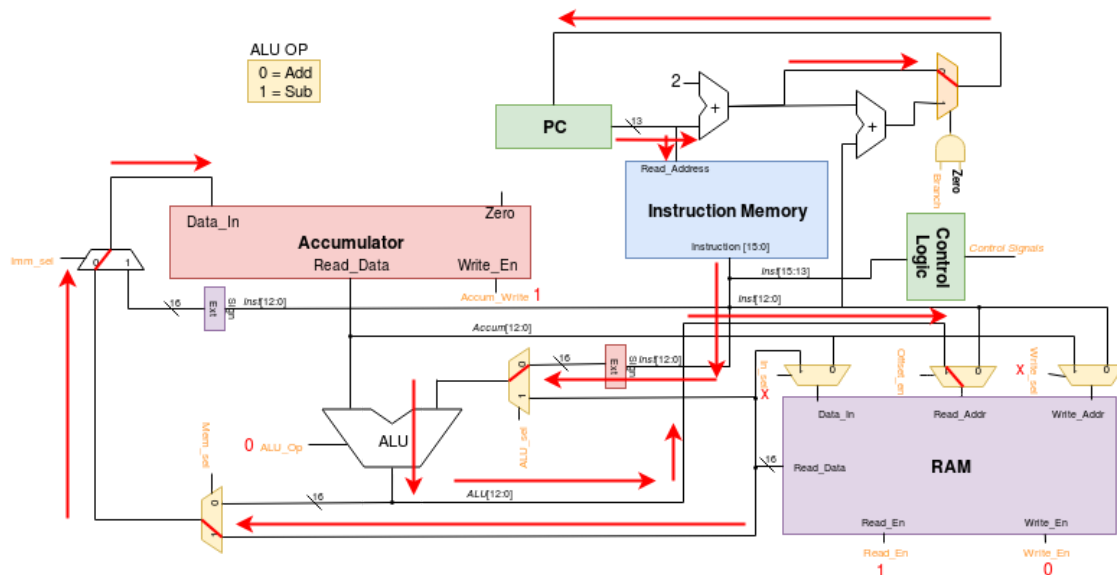 ALU OP
0 = Add
1 = Sub
2
+
+
0
1
PC
13
Read_Address
Instruction Memory
Instruction [15:0]
Branch
Zero
Control Logic
Control Signals
Inst[15:13]
Inst[12:0]
Data_In
Zero
Accumulator
Read_Data
Write_En
Accum_Write 1
Imm_sel
0 1
16
Sign
Ext
Inst[12:0]
Accum[12:0]
16
Sign
Ext
Inst[12:0]
0
1
ALU_sel
In_sel
x
1 0
Offset_en
1 0
x
Write_sel
1 0
Data_In
Read_Addr
Write_Addr
ALU
0 ALU_Op
Mem_sel
0
1
16
ALU[12:0]
16
Read_Data
RAM
Read_En
Write_En
Read_En
Write_En
1
0